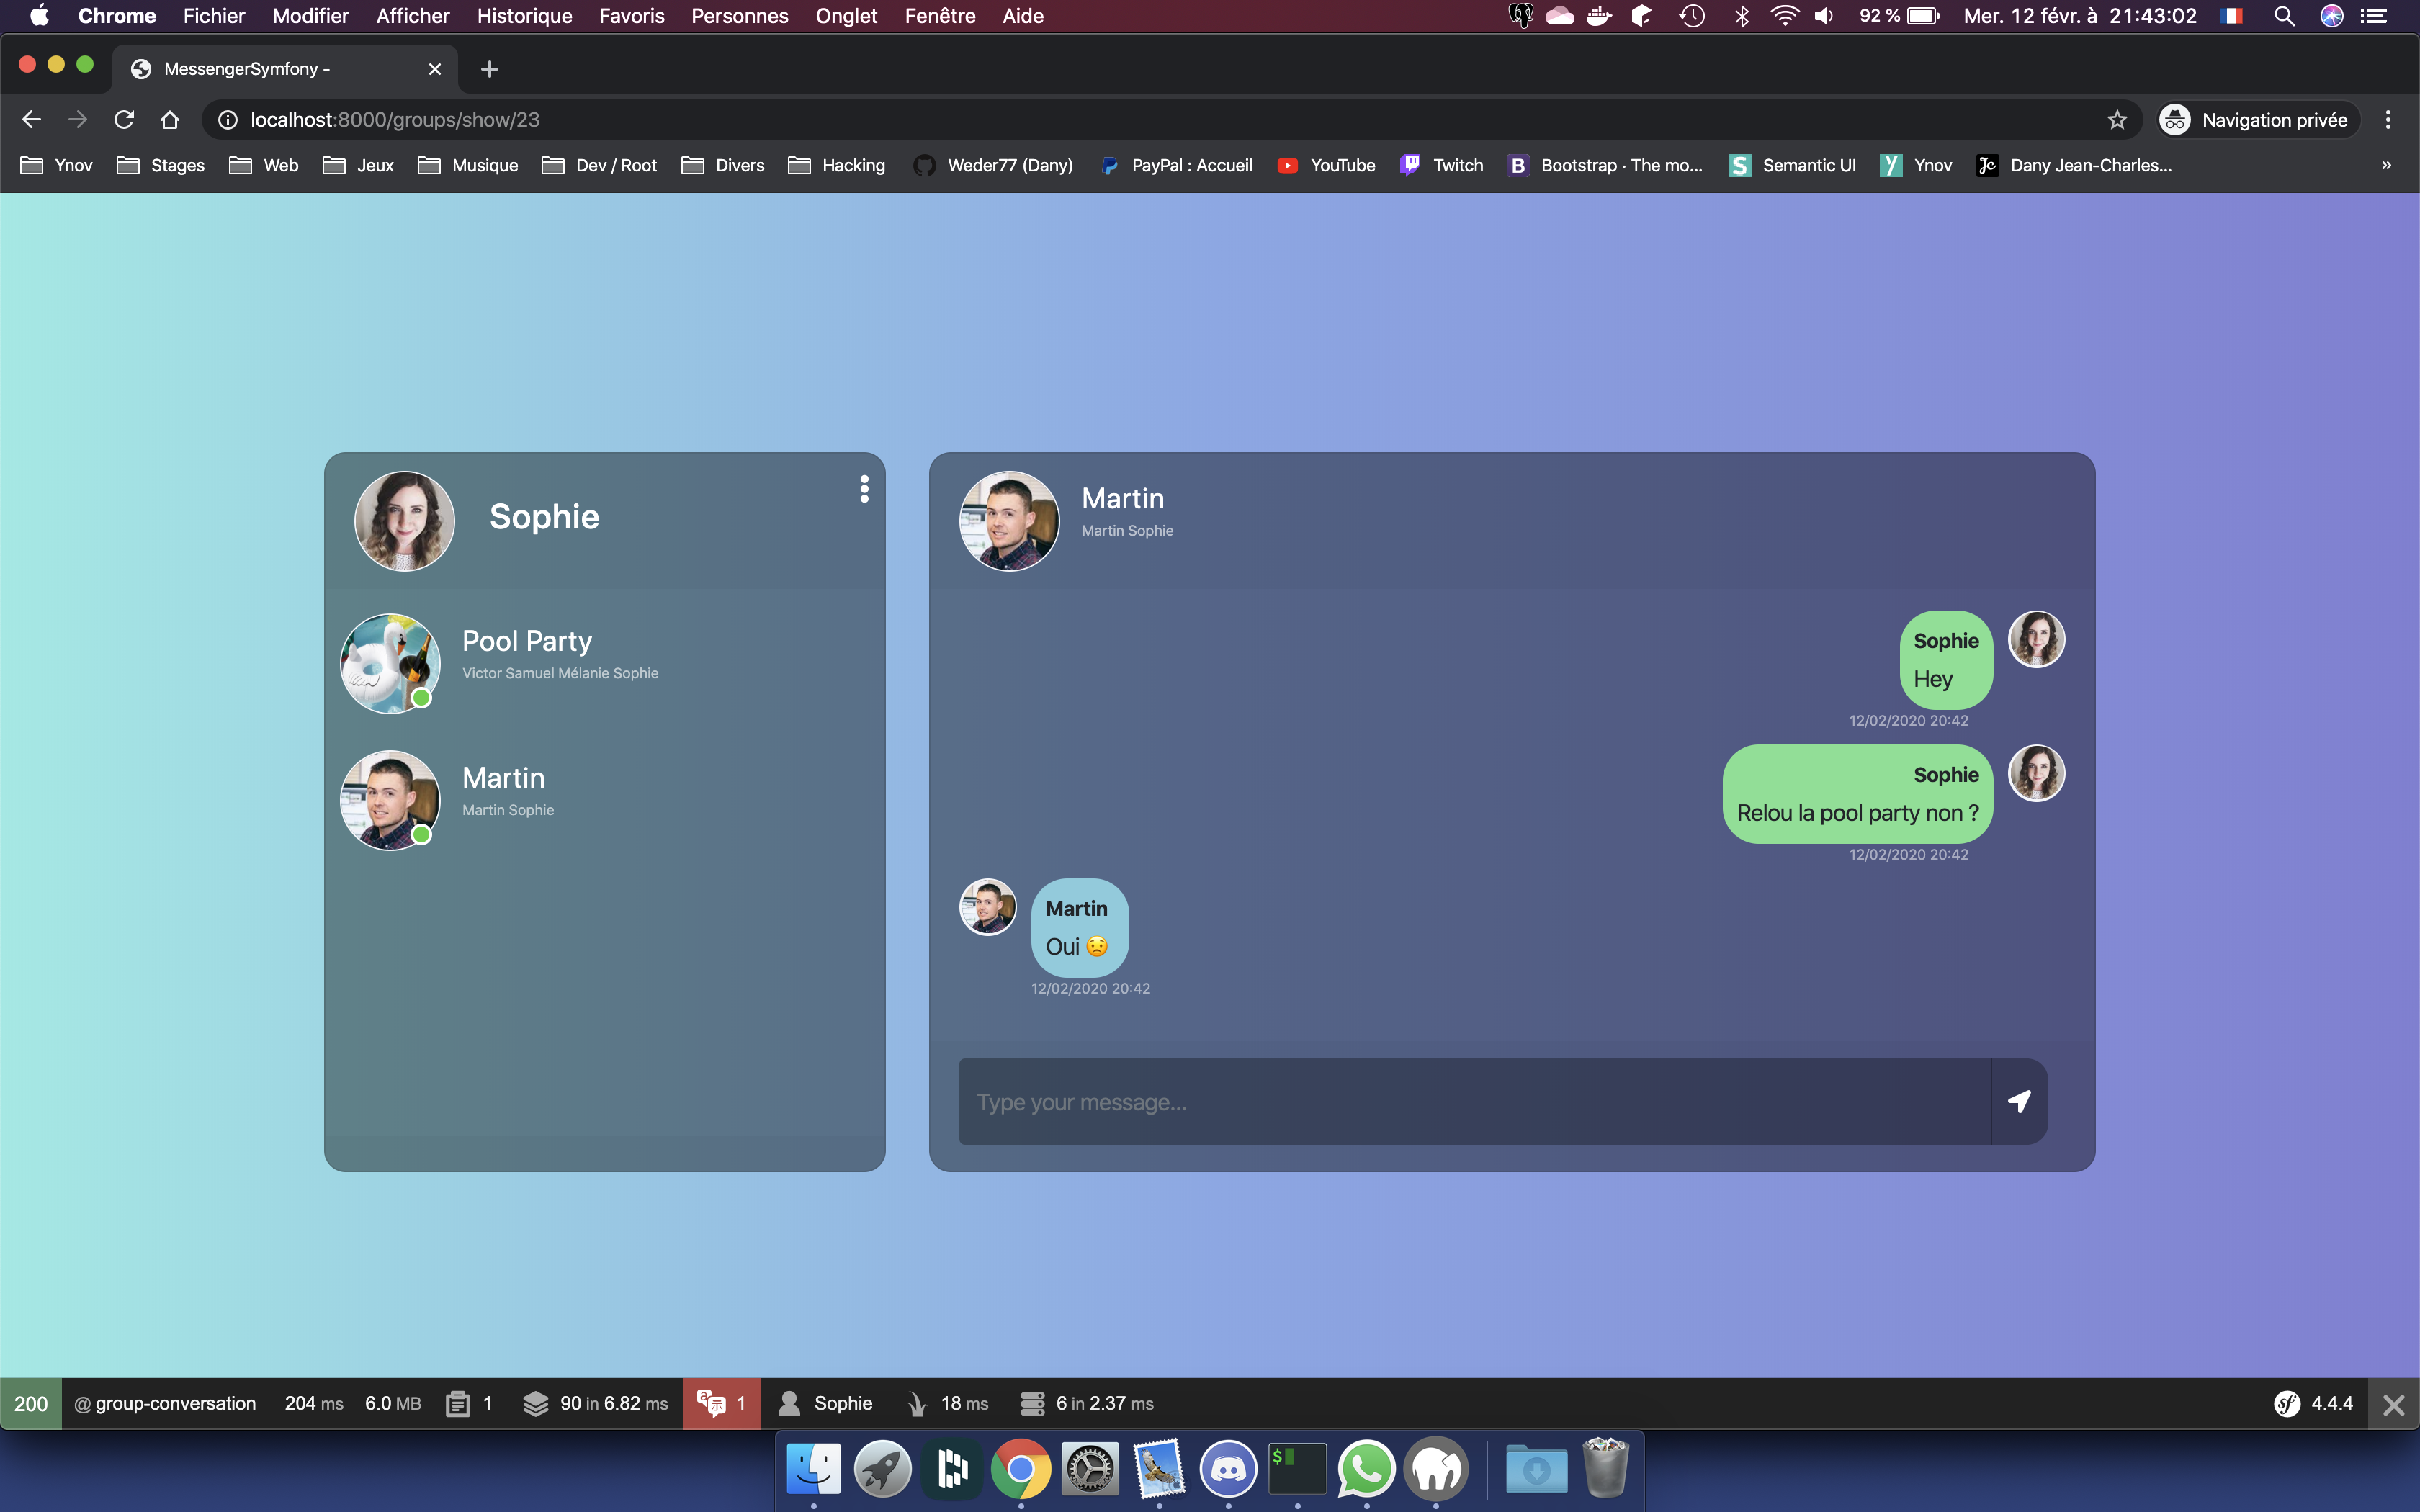 Chrome Fichier Modifier Afficher Historique Favoris Personnes Onglet Fenêtre Aide 92 % Mer. 12 févr. à 21:43:02
MessengerSymfony -
localhost:8000/groups/show/23 Navigation privée
Ynov Stages Web Jeux Musique Dev / Root Divers Hacking Weder77 (Dany) PayPal : Accueil YouTube Twitch B Bootstrap · The mo... S Semantic UI Ynov Jc Dany Jean-Charles... »
Sophie
Pool Party
Victor Samuel Mélanie Sophie
Martin
Martin Sophie
Martin
Martin Sophie
Sophie
Hey
12/02/2020 20:42
Sophie
Relou la pool party non ?
12/02/2020 20:42
Martin
Oui 😟
12/02/2020 20:42
Type your message...
200 @ group-conversation 204 ms 6.0 MB 1 90 in 6.82 ms 1 Sophie 18 ms 6 in 2.37 ms sf 4.4.4
$